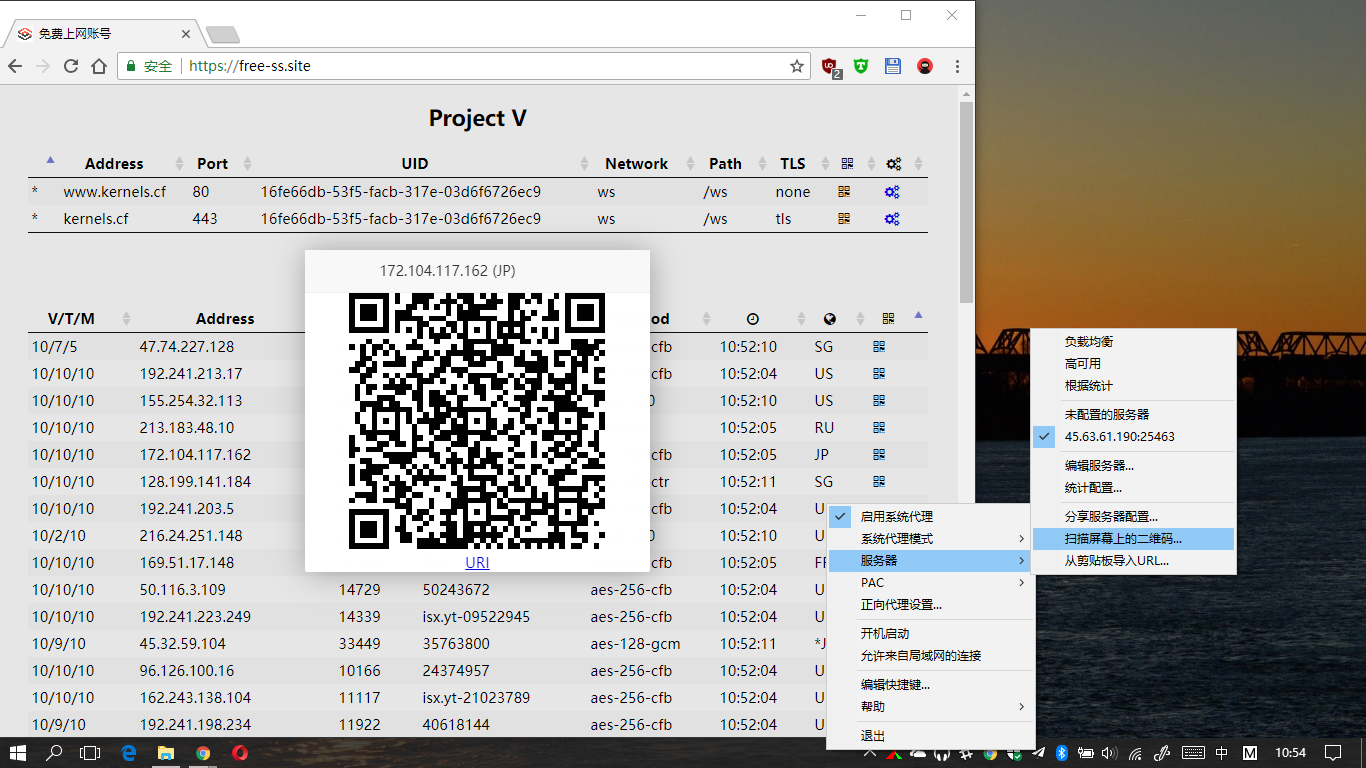 免费上网账号
安全 https://free-ss.site
2
Project V
Address Port UID Network Path TLS
* www.kernels.cf 80 16fe66db-53f5-facb-317e-03d6f6726ec9 ws /ws none
* kernels.cf 443 16fe66db-53f5-facb-317e-03d6f6726ec9 ws /ws tls
172.104.117.162 (JP)
URI
V/T/M Address od
10/7/5 47.74.227.128 -cfb 10:52:10 SG
10/10/10 192.241.213.17 cfb 10:52:04 US
10/10/10 155.254.32.113 0 10:52:10 US
10/10/10 213.183.48.10 10:52:05 RU
10/10/10 172.104.117.162 cfb 10:52:05 JP
10/10/10 128.199.141.184 ctr 10:52:11 SG
10/10/10 192.241.203.5 -cfb 10:52:04 U
10/2/10 216.24.251.148 0 10:52:10 U
10/10/10 169.51.17.148 cfb 10:52:05 FF
10/10/10 50.116.3.109 14729 50243672 aes-256-cfb 10:52:04 U
10/10/10 192.241.223.249 14339 isx.yt-09522945 aes-256-cfb 10:52:04 U
10/9/10 45.32.59.104 33449 35763800 aes-128-gcm 10:52:11 *J
10/10/10 96.126.100.16 10166 24374957 aes-256-cfb 10:52:04 U
10/10/10 162.243.138.104 11117 isx.yt-21023789 aes-256-cfb 10:52:04 U
10/9/10 192.241.198.234 11922 40618144 aes-256-cfb 10:52:04 U
启用系统代理
系统代理模式
服务器
PAC
正向代理设置...
开机启动
允许来自局域网的连接
编辑快捷键...
帮助
退出
负载均衡
高可用
根据统计
未配置的服务器
45.63.61.190:25463
编辑服务器...
统计配置...
分享服务器配置...
扫描屏幕上的二维码...
从剪贴板导入URL...
中 M 10:54